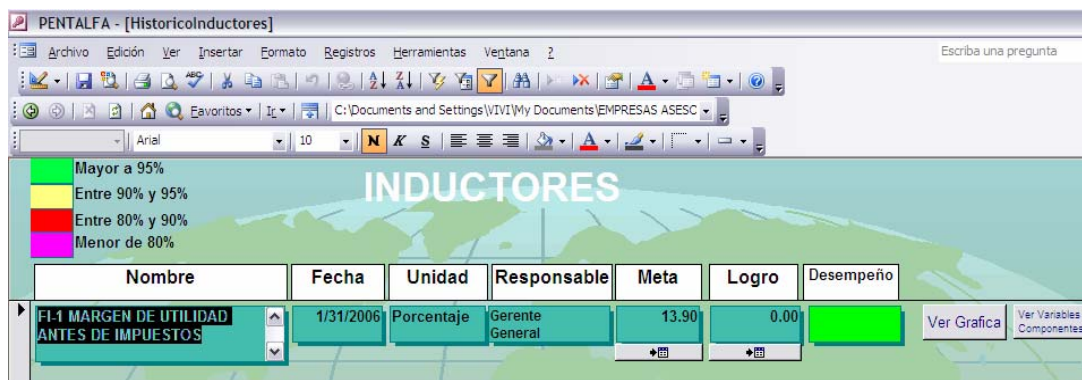 PENTALFA - [HistoricoInductores]
Archivo Edición Ver Insertar Formato Registros Herramientas Ventana ? Escriba una pregunta
Favoritos Ir C:\Documents and Settings\VIVI\My Documents\EMPRESAS ASESC
Arial 10 N K S A
Mayor a 95%
Entre 90% y 95%
Entre 80% y 90%
Menor de 80%
INDUCTORES
Nombre Fecha Unidad Responsable Meta Logro Desempeño
FI-1 MARGEN DE UTILIDAD 1/31/2006 Porcentaje Gerente 13.90 0.00 Ver Grafica Ver Variables
ANTES DE IMPUESTOS General Componentes